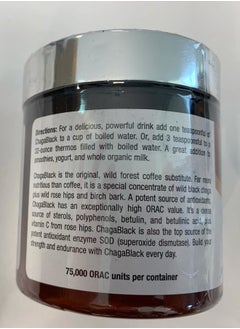 Directions: For a delicious, powerful drink add one teaspoonful of
ChagaBlack to a cup of boiled water. Or, add 3 teaspoonsful to a
32-ounce thermos filled with boiled water. A great addition to
smoothies, yogurt, and whole organic milk.
ChagaBlack is the original, wild forest coffee substitute. Far more
nutritious than coffee, it is a special concentrate of wild black chaga
plus wild rose hips and birch bark. A potent source of antioxidants,
ChagaBlack has an exceptionally high ORAC value. It's a dense
source of sterols, polyphenols, betulin, and betulinic acid, plus
vitamin C from rose hips. ChagaBlack is also the top source of the
potent antioxidant enzyme SOD (superoxide dismutase). Build your
strength and endurance with ChagaBlack every day.
75,000 ORAC units per container